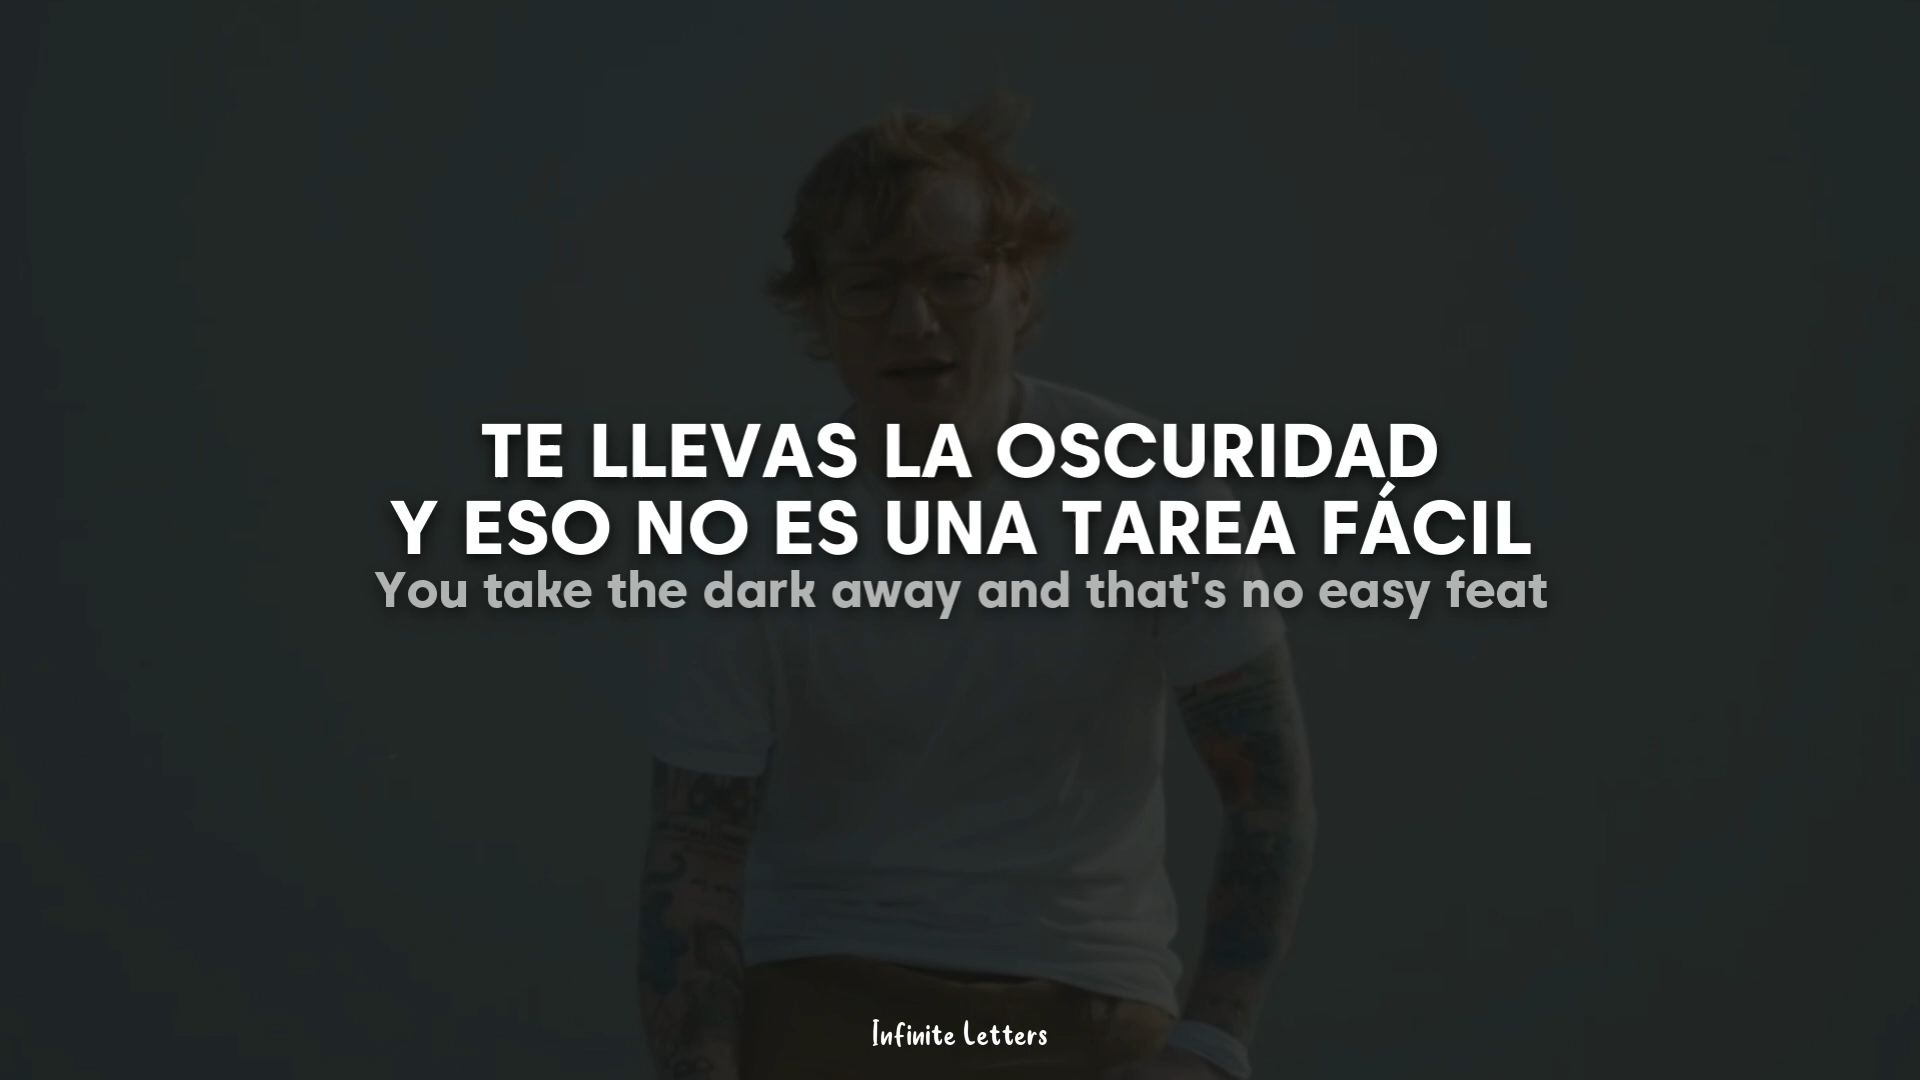 TE LLEVAS LA OSCURIDAD
Y ESO NO ES UNA TAREA FÁCIL
You take the dark away and that's no easy feat
Infinite Letters